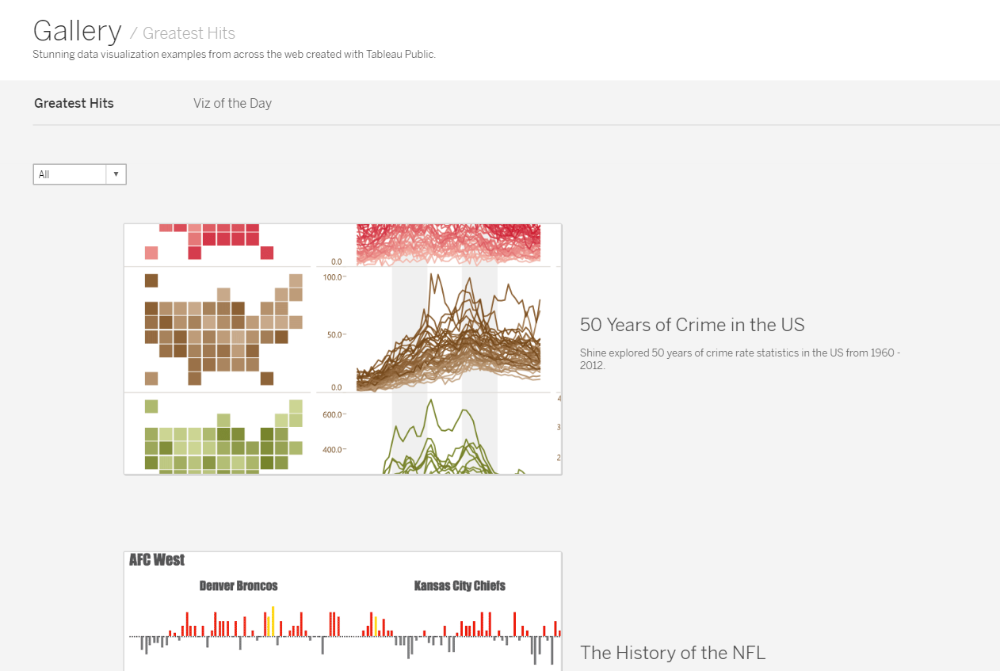 Gallery / Greatest Hits
Stunning data visualization examples from across the web created with Tableau Public.
Greatest Hits
Viz of the Day
All
0.0
100.0
50.0
0.0
600.0
400.0
4
3
2
50 Years of Crime in the US
Shine explored 50 years of crime rate statistics in the US from 1960 -
2012.
AFC West
Denver Broncos
Kansas City Chiefs
The History of the NFL